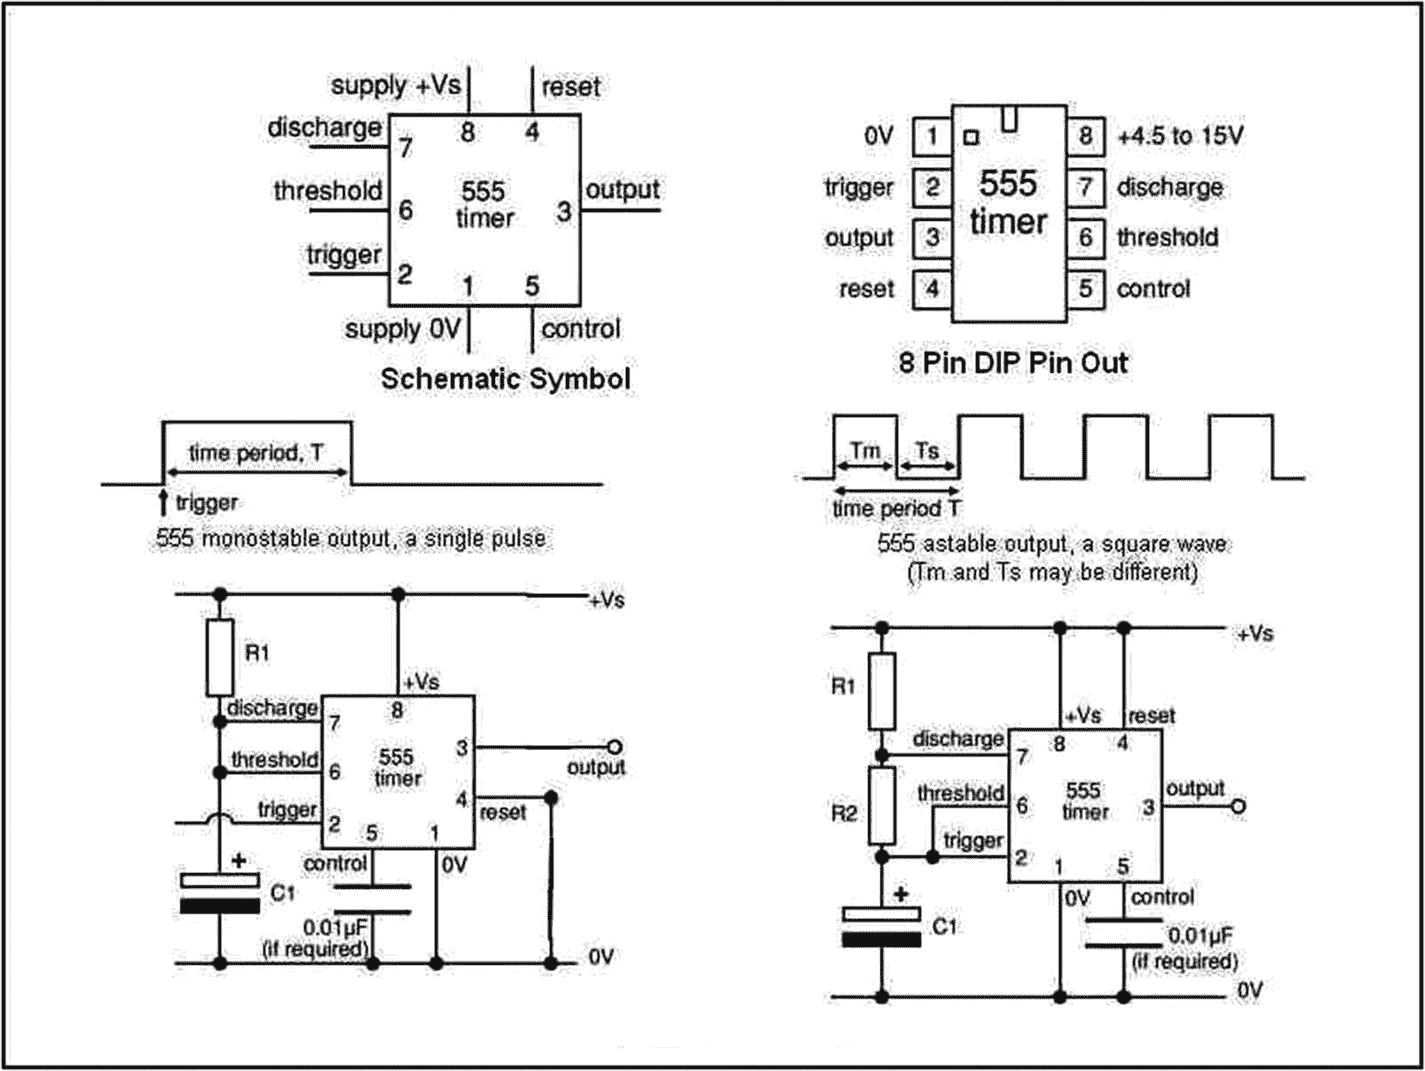 supply +Vs
reset
discharge
8
4
7
threshold
555
timer
output
6
3
trigger
2
1
5
supply 0V
control
Schematic Symbol
0V
1
8
+4.5 to 15V
trigger
2
555
timer
7
discharge
output
3
6
threshold
reset
4
5
control
8 Pin DIP Pin Out
time period, T
trigger
555 monostable output, a single pulse
Tm
Ts
time period T
555 astable output, a square wave
(Tm and Ts may be different)
+Vs
R1
+Vs
discharge
8
7
threshold
555
timer
3
output
6
4
reset
trigger
2
5
1
control
0V
+
C1
0.01µF
(if required)
0V
+Vs
R1
+Vs
reset
discharge
8
4
7
threshold
555
timer
output
R2
6
3
trigger
2
1
5
0V
control
+
C1
0.01µF
(if required)
0V